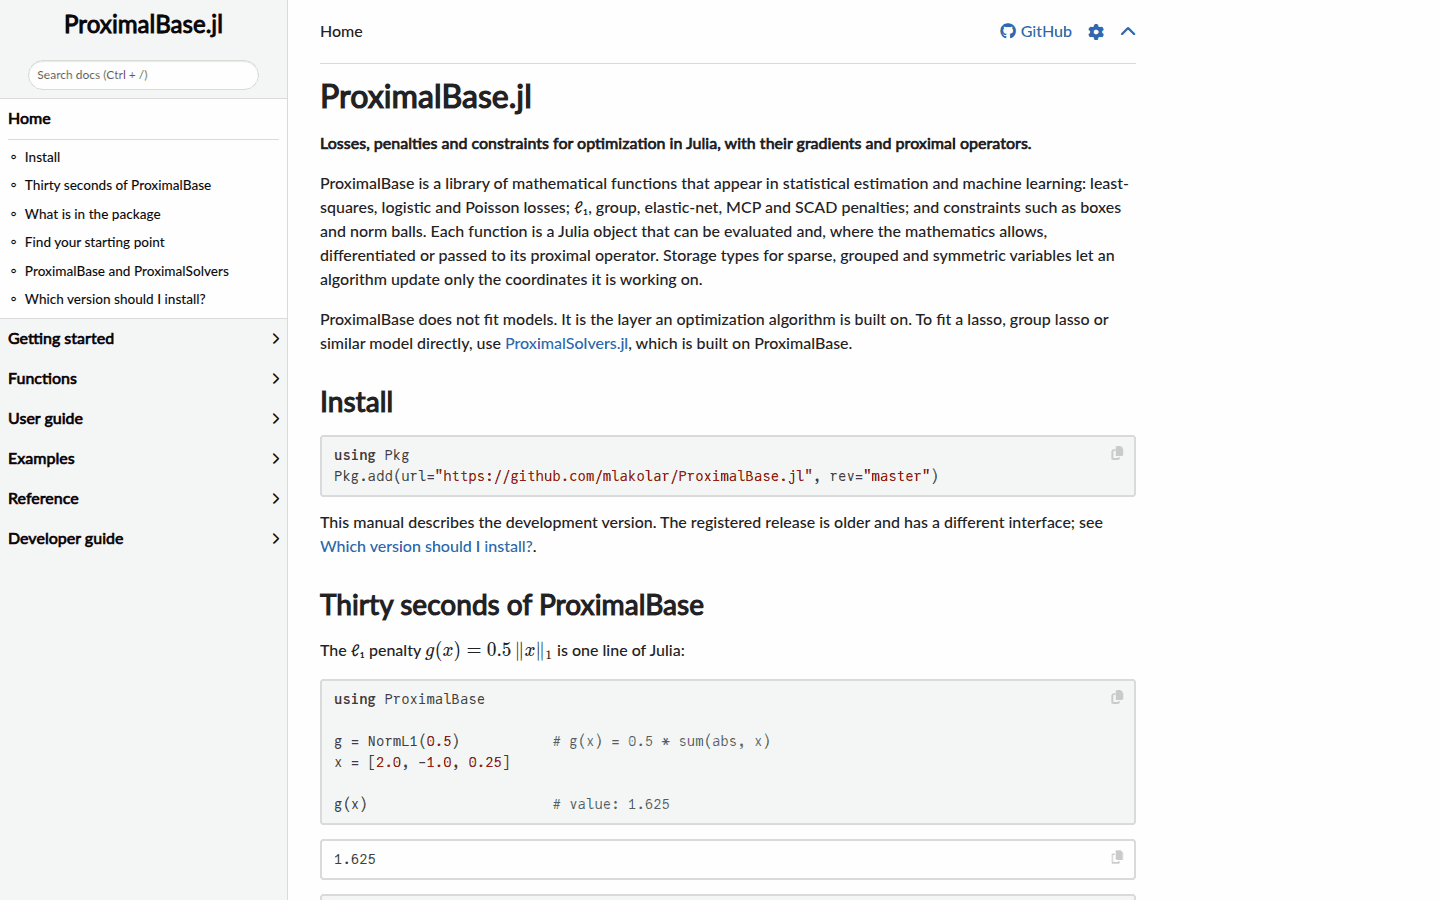 ProximalBase.jl
Search docs (Ctrl + /)
Home
Install
Thirty seconds of ProximalBase
What is in the package
Find your starting point
ProximalBase and ProximalSolvers
Which version should I install?
Getting started
Functions
User guide
Examples
Reference
Developer guide
Home
GitHub
ProximalBase.jl
Losses, penalties and constraints for optimization in Julia, with their gradients and proximal operators.
ProximalBase is a library of mathematical functions that appear in statistical estimation and machine learning: least-
squares, logistic and Poisson losses; ℓ₁, group, elastic-net, MCP and SCAD penalties; and constraints such as boxes
and norm balls. Each function is a Julia object that can be evaluated and, where the mathematics allows,
differentiated or passed to its proximal operator. Storage types for sparse, grouped and symmetric variables let an
algorithm update only the coordinates it is working on.
ProximalBase does not fit models. It is the layer an optimization algorithm is built on. To fit a lasso, group lasso or
similar model directly, use ProximalSolvers.jl, which is built on ProximalBase.
Install
using Pkg
Pkg.add(url="https://github.com/mlakolar/ProximalBase.jl", rev="master")
This manual describes the development version. The registered release is older and has a different interface; see
Which version should I install?.
Thirty seconds of ProximalBase
The ℓ₁ penalty g(x) = 0.5 ‖x‖₁ is one line of Julia:
using ProximalBase
g = NormL1(0.5) # g(x) = 0.5 * sum(abs, x)
x = [2.0, -1.0, 0.25]
g(x) # value: 1.625
1.625